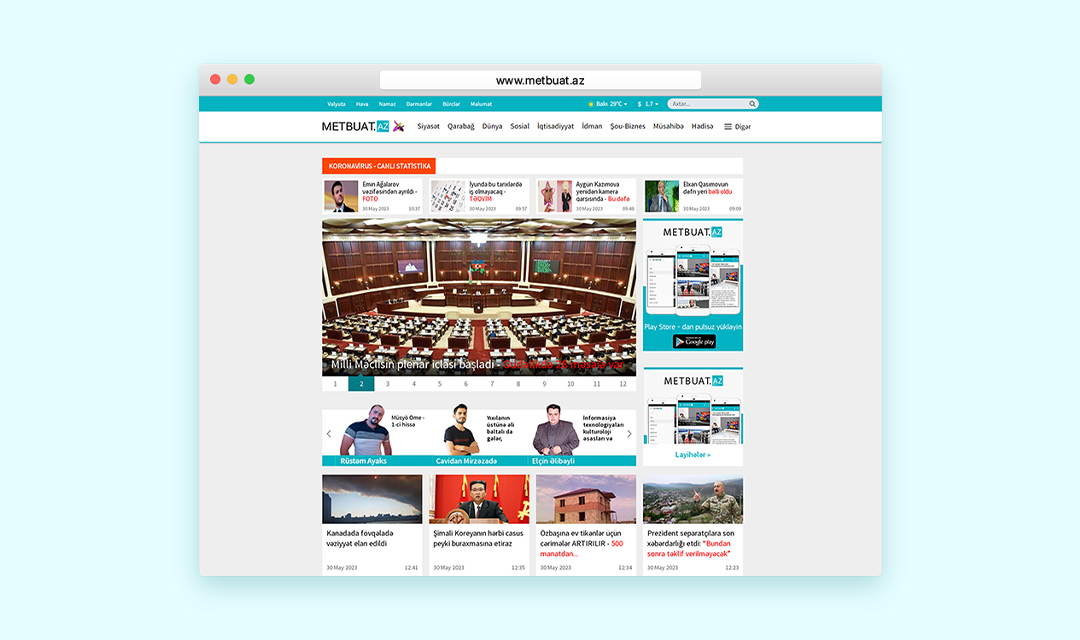 www.metbuat.az
Valyuta Hava Namaz Dərmanlar Bürclər Məlumat
Bakı 29°C $ 1.7 Axtar...
METBUAT.AZ
Siyasət Qarabağ Dünya Sosial İqtisadiyyat İdman Şou-Biznes Müsahibə Hadisə Digər
KORONAVİRUS - CANLI STATİSTİKA
Emin Ağalarov
vəzifəsindən ayrıldı -
FOTO
30 May 2023 10:37
İyunda bu tarixlərdə
iş olmayacaq -
TƏQVİM
30 May 2023 09:57
Aygün Kazımova
yenidən kamera
qarşısında - Bu dəfə
30 May 2023 09:48
Elxan Qasımovun
dəfn yeri bəlli oldu
30 May 2023 09:09
Milli Məclisin plenar iclası başladı -
1 2 3 4 5 6 7 8 9 10 11 12
METBUAT.AZ
Play Store - dan pulsuz yükləyin
Google play
METBUAT.AZ
Layihələr »
Müsyö Ome -
1-ci hissə
Rüstəm Ayaks
Yıxılanın
üstünə əli
baltalı da
gələr,
Cavidan Mirzəzadə
İnformasiya
texnologiyaları
kulturoloji
əsasları və
Elçin Əlibəyli
Kanadada fövqəladə
vəziyyət elan edildi
30 May 2023 12:41
Şimali Koreyanın hərbi casus
peyki buraxmasına etiraz
30 May 2023 12:35
Özbaşına ev tikənlər üçün
cərimələr ARTIRILIR - 500
manatdan...
30 May 2023 12:34
Prezident separatçılara son
xəbərdarlığı etdi: "Bundan
sonra təklif verilməyəcək"
30 May 2023 12:23